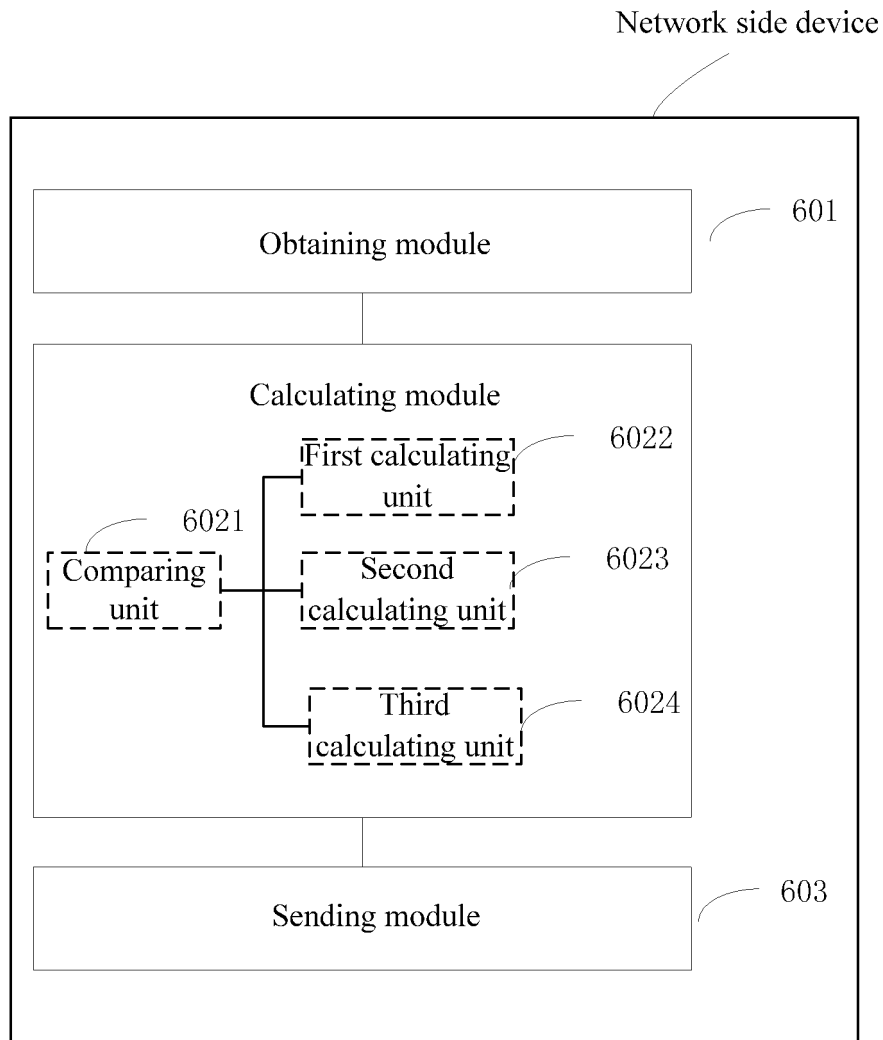 Network side device
601
Obtaining module
Calculating module
6022
First calculating
unit
6021
Comparing
unit
6023
Second
calculating unit
6024
Third
calculating unit
603
Sending module